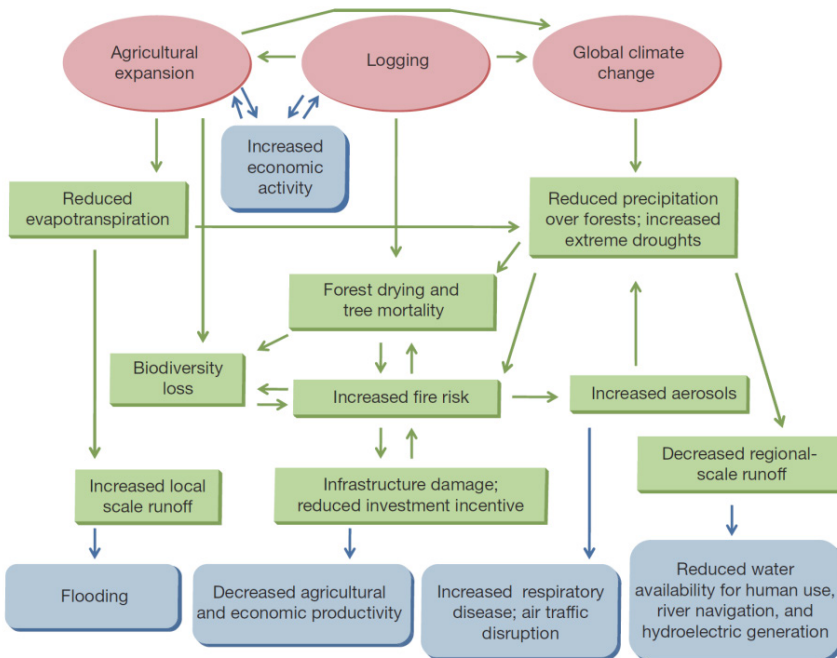 Agricultural
expansion
Logging
Global climate
change
Increased
economic
activity
Reduced
evapotranspiration
Reduced precipitation
over forests; increased
extreme droughts
Forest drying and
tree mortality
Biodiversity
loss
Increased fire risk
Increased aerosols
Increased local
scale runoff
Infrastructure damage;
reduced investment incentive
Decreased regional-
scale runoff
Flooding
Decreased agricultural
and economic productivity
Increased respiratory
disease; air traffic
disruption
Reduced water
availability for human use,
river navigation, and
hydroelectric generation